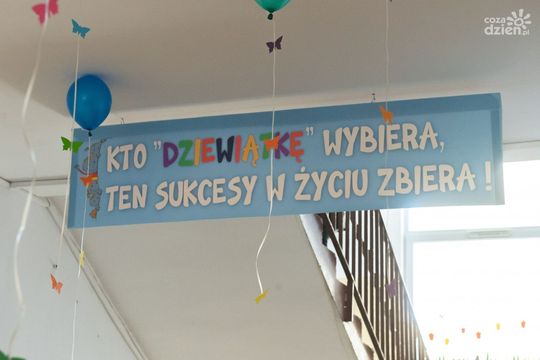 coza
dzien.pl
KTO "DZIEWIĄTKĘ" WYBIERA,
TEN SUKCESY W ŻYCIU ZBIERA!